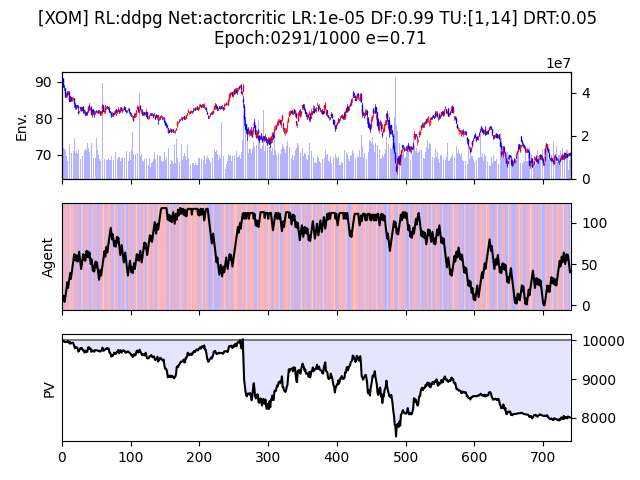 [XOM] RL:ddpg Net:actorcritic LR:1e-05 DF:0.99 TU:[1,14] DRT:0.05
Epoch:0291/1000 e=0.71
1e7
90
80
70
Env.
4
2
0
Agent
100
50
0
PV
10000
9000
8000
0 100 200 300 400 500 600 700